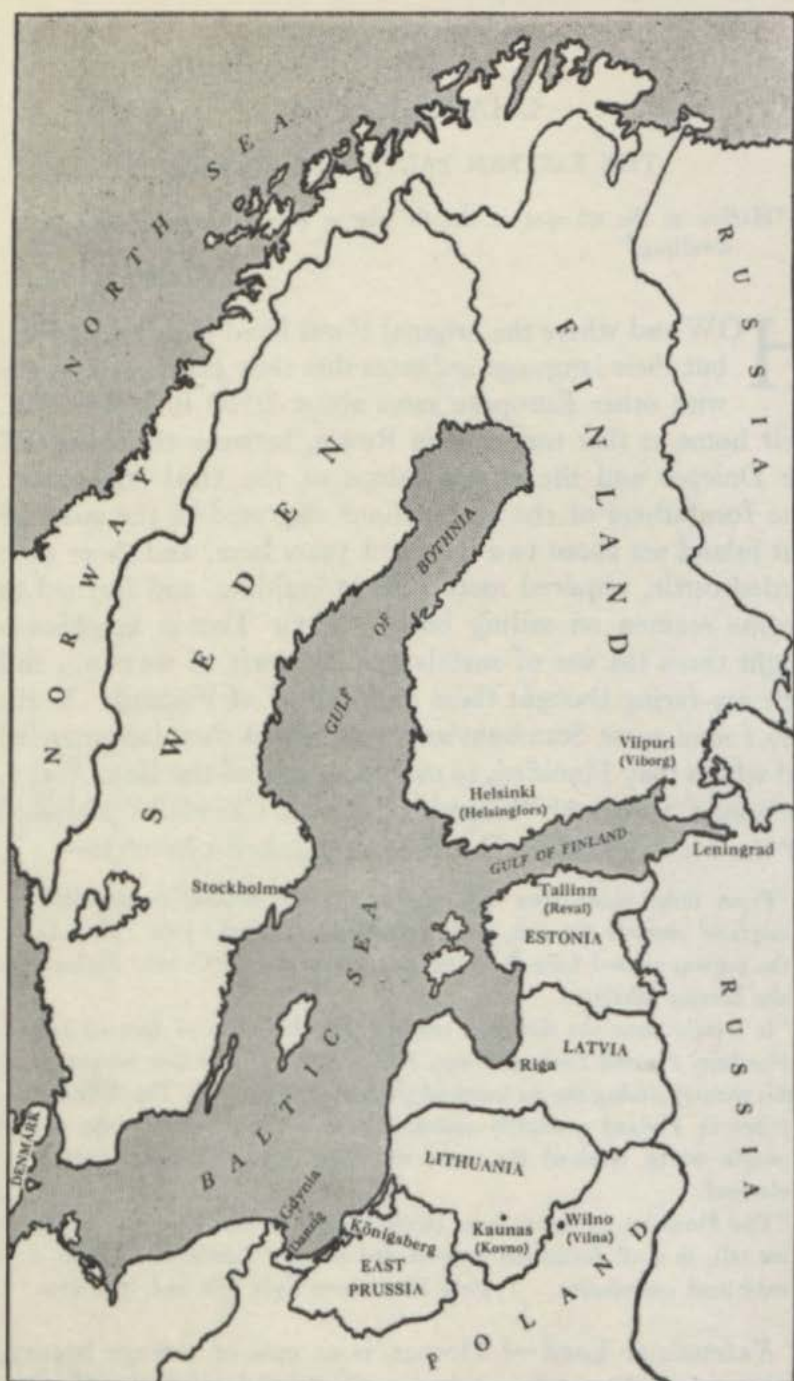 NORTH SEA
NORWAY
SWEDEN
FINLAND
RUSSIA
GULF OF BOTHNIA
Viipuri
(Viborg)
Helsinki
(Helsingfors)
GULF OF FINLAND
Leningrad
Stockholm
Tallinn
(Reval)
ESTONIA
BALTIC SEA
Riga
LATVIA
RUSSIA
DENMARK
LITHUANIA
Gdynia
Danzig
Königsberg
Kaunas
(Kovno)
Wilno
(Vilna)
EAST
PRUSSIA
POLAND